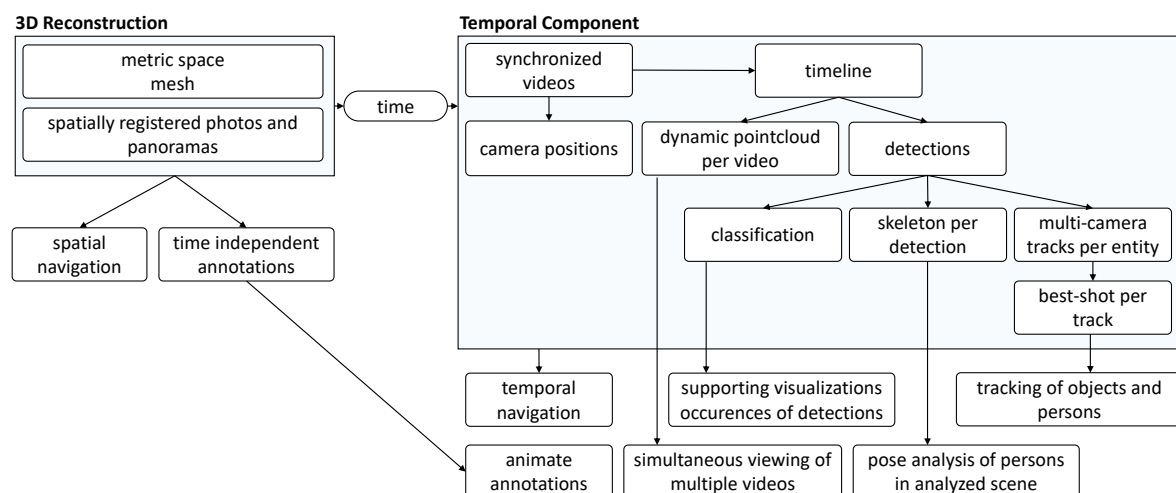 3D Reconstruction
metric space
mesh
spatially registered photos and
panoramas
time
spatial
navigation
time independent
annotations
Temporal Component
synchronized
videos
timeline
camera positions
dynamic pointcloud
per video
detections
classification
skeleton per
detection
multi-camera
tracks per entity
best-shot per
track
temporal
navigation
supporting visualizations
occurences of detections
tracking of objects and
persons
animate
annotations
simultaneous viewing of
multiple videos
pose analysis of persons
in analyzed scene